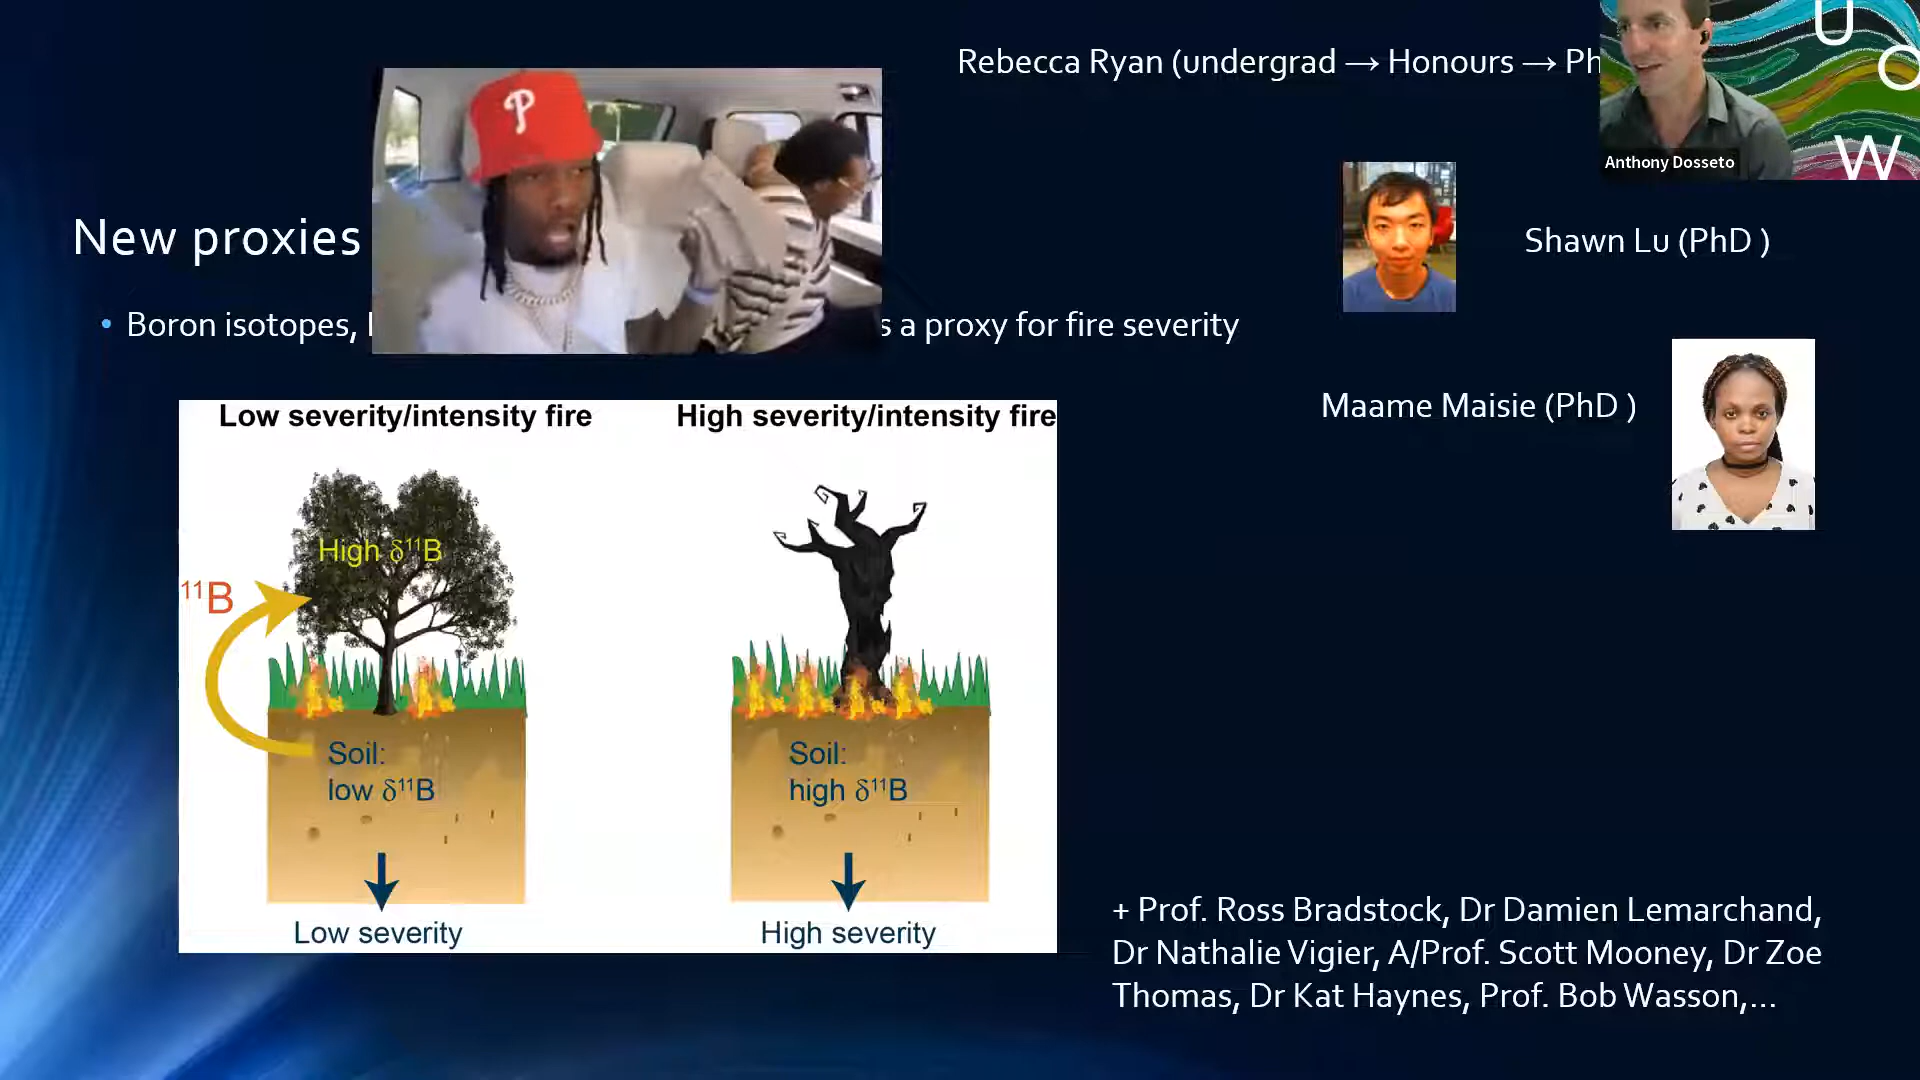 Rebecca Ryan (undergrad → Honours → Ph
U
O
W
P
Anthony Dosseto
New proxies
Shawn Lu (PhD )
• Boron isotopes, s a proxy for fire severity
Maame Maisie (PhD )
Low severity/intensity fire
High severity/intensity fire
High δ¹¹B
¹¹B
Soil:
low δ¹¹B
Soil:
high δ¹¹B
Low severity
High severity
+ Prof. Ross Bradstock, Dr Damien Lemarchand,
Dr Nathalie Vigier, A/Prof. Scott Mooney, Dr Zoe
Thomas, Dr Kat Haynes, Prof. Bob Wasson,...